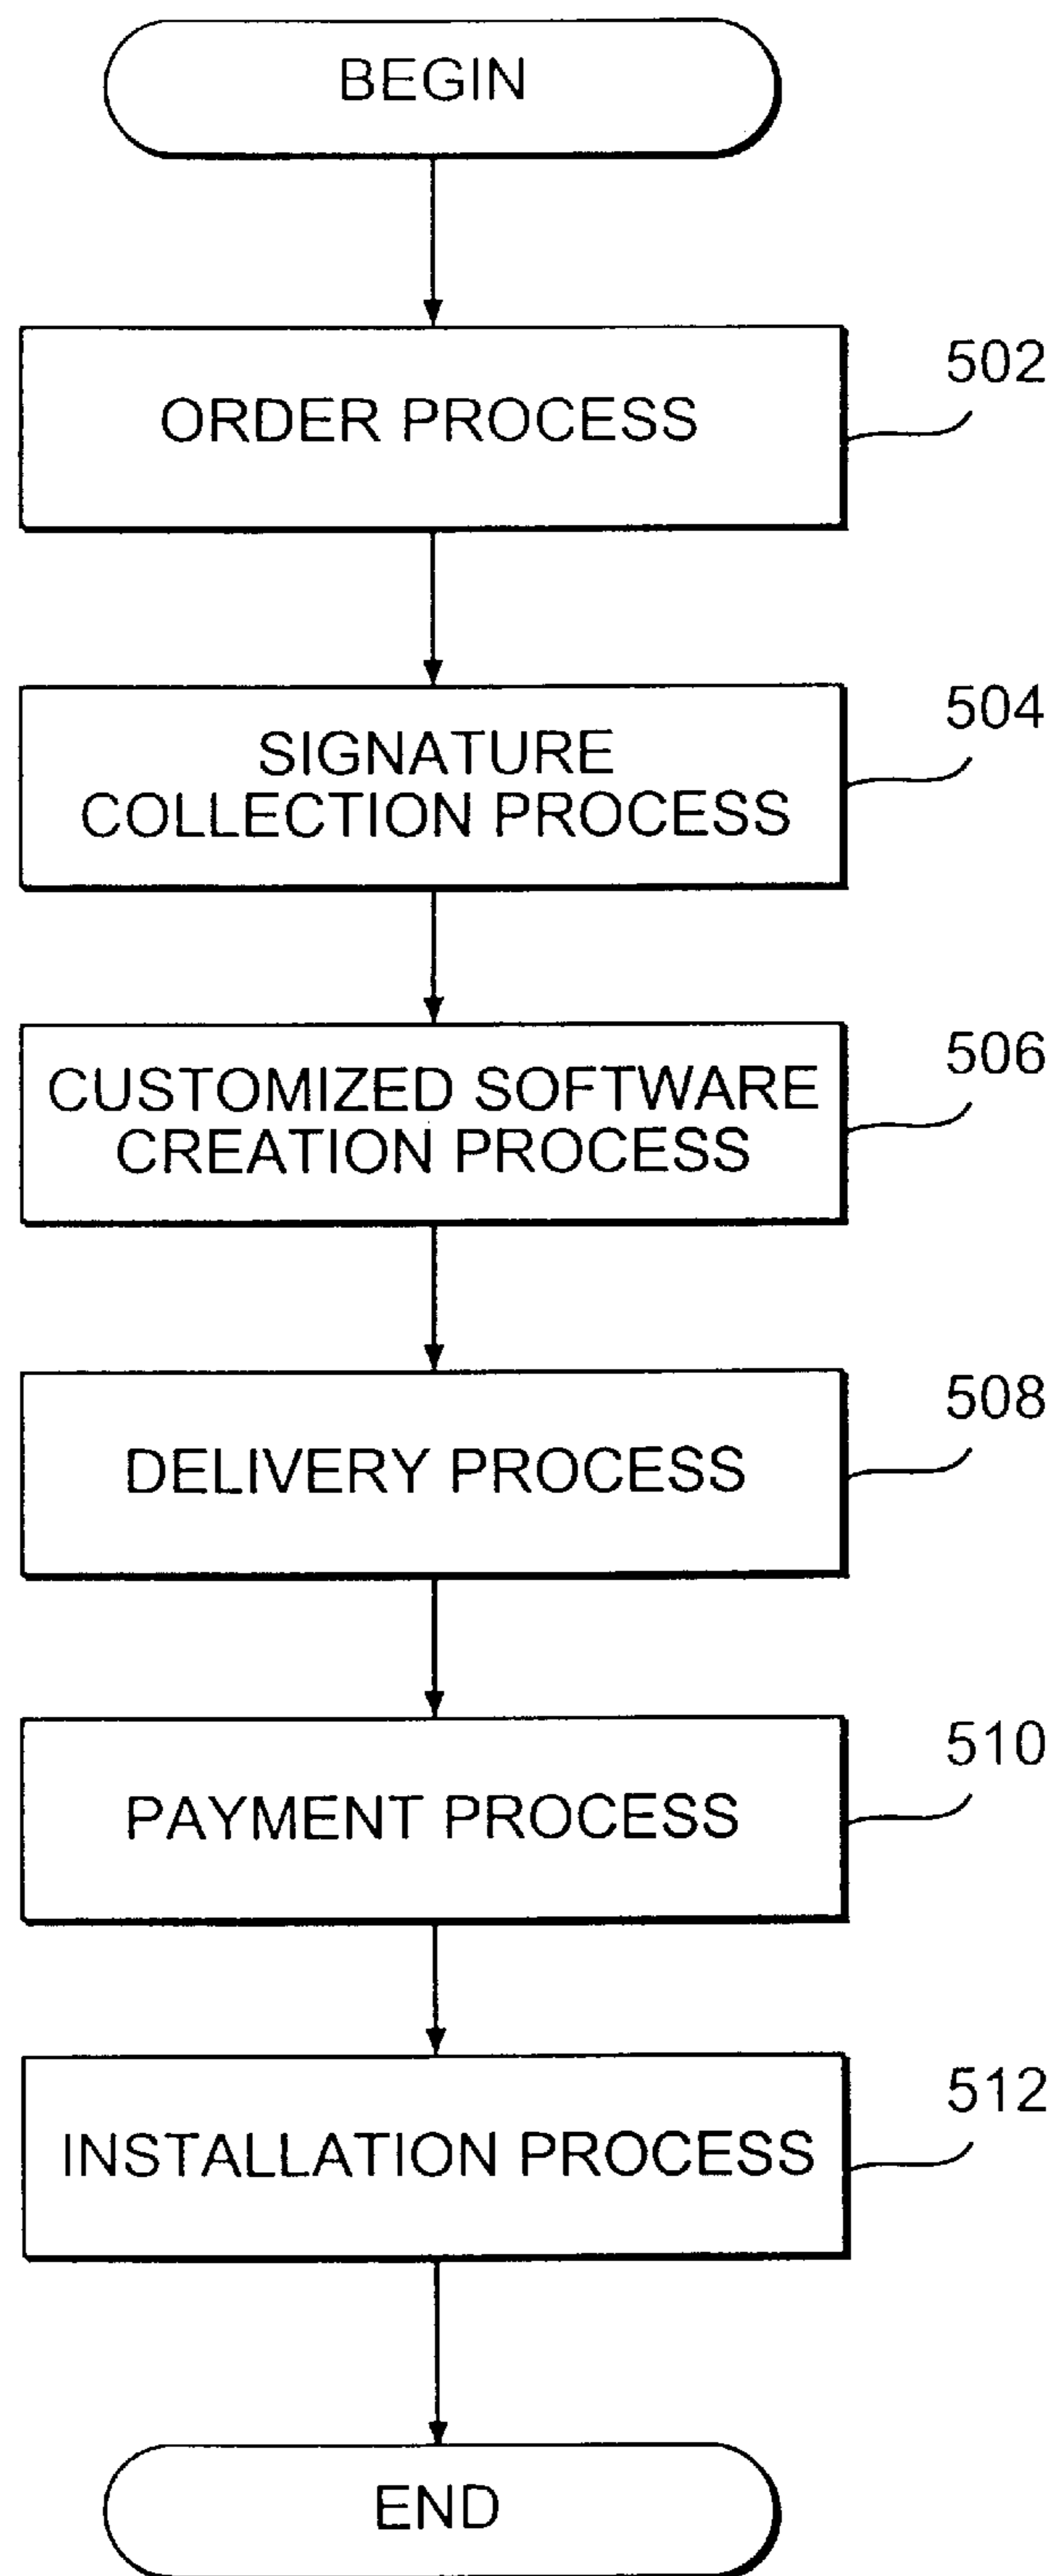 BEGIN
ORDER PROCESS
502
SIGNATURE
COLLECTION PROCESS
504
CUSTOMIZED SOFTWARE
CREATION PROCESS
506
DELIVERY PROCESS
508
PAYMENT PROCESS
510
INSTALLATION PROCESS
512
END